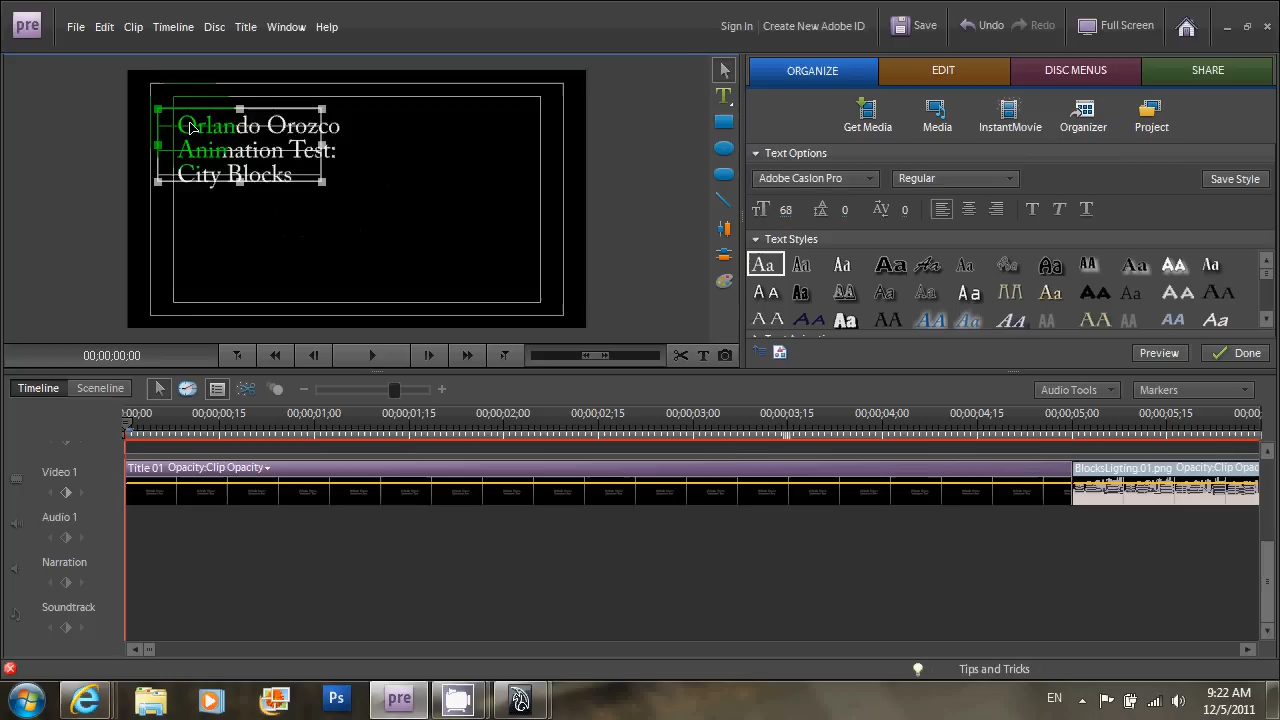 pre File Edit Clip Timeline Disc Title Window Help Sign In Create New Adobe ID Save Undo Redo Full Screen
ORGANIZE EDIT DISC MENUS SHARE
Get Media Media InstantMovie Organizer Project
Orlando Orozco
Animation Test:
City Blocks
Text Options
Adobe Caslon Pro Regular Save Style
68 0 0
Text Styles
Preview Done
00;00;00;00
Timeline Sceneline Audio Tools Markers
00;00 00;00;00;15 00;00;01;00 00;00;01;15 00;00;02;00 00;00;02;15 00;00;03;00 00;00;03;15 00;00;04;00 00;00;04;15 00;00;05;00 00;00;05;15 00;00;
Video 1 Title 01 Opacity:Clip Opacity BlocksLigting.01.png Opacity:Clip Opac
Audio 1
Narration
Soundtrack
Tips and Tricks
Ps pre EN 9:22 AM
12/5/2011